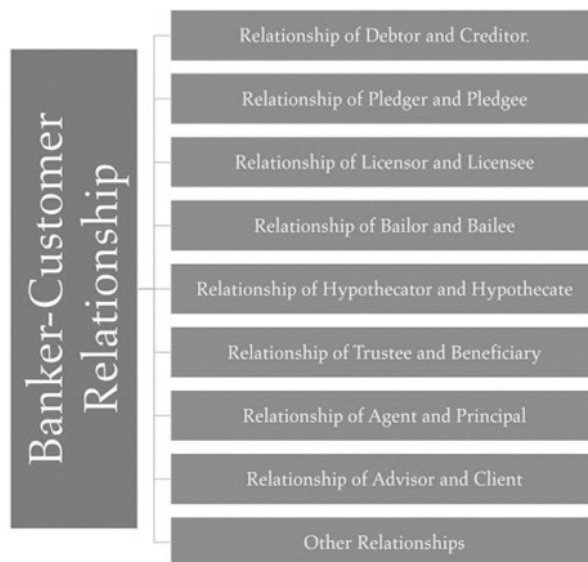 Banker-Customer
Relationship
Relationship of Debtor and Creditor.
Relationship of Pledger and Pledgee
Relationship of Licensor and Licensee
Relationship of Bailor and Bailee
Relationship of Hypothecator and Hypothecate
Relationship of Trustee and Beneficiary
Relationship of Agent and Principal
Relationship of Advisor and Client
Other Relationships